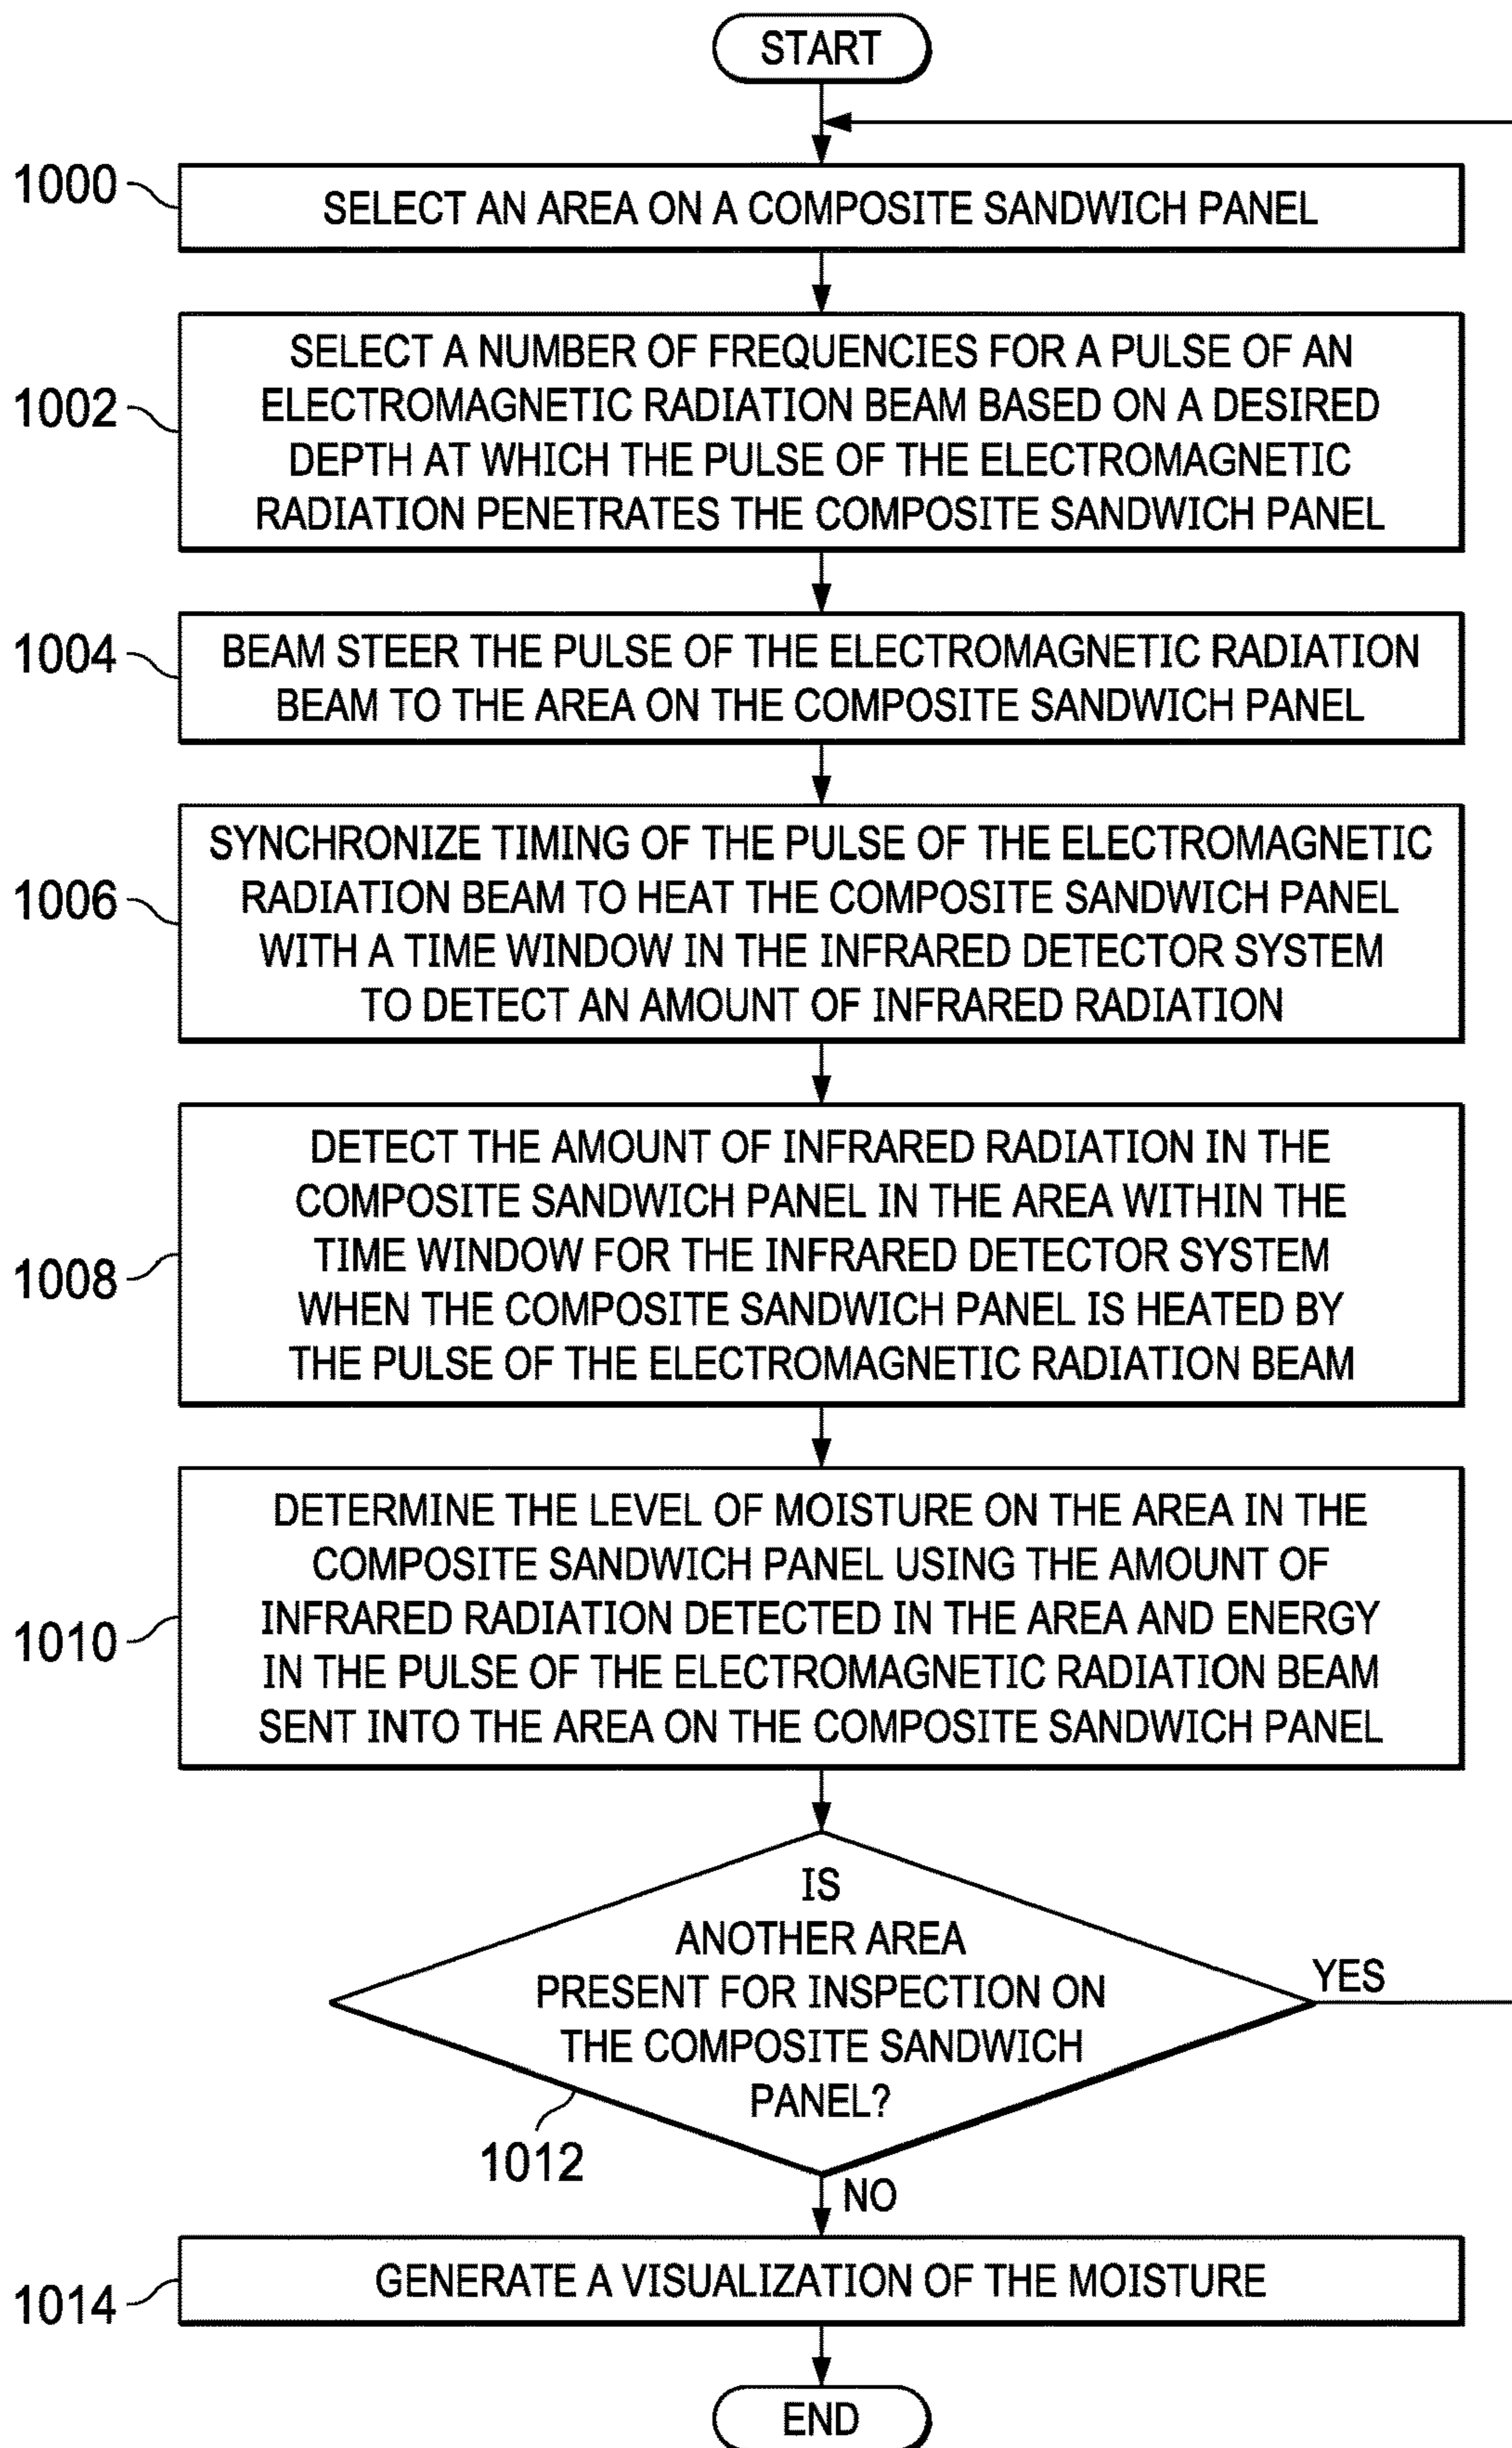 START
1000
SELECT AN AREA ON A COMPOSITE SANDWICH PANEL
1002
SELECT A NUMBER OF FREQUENCIES FOR A PULSE OF AN
ELECTROMAGNETIC RADIATION BEAM BASED ON A DESIRED
DEPTH AT WHICH THE PULSE OF THE ELECTROMAGNETIC
RADIATION PENETRATES THE COMPOSITE SANDWICH PANEL
1004
BEAM STEER THE PULSE OF THE ELECTROMAGNETIC RADIATION
BEAM TO THE AREA ON THE COMPOSITE SANDWICH PANEL
1006
SYNCHRONIZE TIMING OF THE PULSE OF THE ELECTROMAGNETIC
RADIATION BEAM TO HEAT THE COMPOSITE SANDWICH PANEL
WITH A TIME WINDOW IN THE INFRARED DETECTOR SYSTEM
TO DETECT AN AMOUNT OF INFRARED RADIATION
1008
DETECT THE AMOUNT OF INFRARED RADIATION IN THE
COMPOSITE SANDWICH PANEL IN THE AREA WITHIN THE
TIME WINDOW FOR THE INFRARED DETECTOR SYSTEM
WHEN THE COMPOSITE SANDWICH PANEL IS HEATED BY
THE PULSE OF THE ELECTROMAGNETIC RADIATION BEAM
1010
DETERMINE THE LEVEL OF MOISTURE ON THE AREA IN THE
COMPOSITE SANDWICH PANEL USING THE AMOUNT OF
INFRARED RADIATION DETECTED IN THE AREA AND ENERGY
IN THE PULSE OF THE ELECTROMAGNETIC RADIATION BEAM
SENT INTO THE AREA ON THE COMPOSITE SANDWICH PANEL
IS
ANOTHER AREA
PRESENT FOR INSPECTION ON
THE COMPOSITE SANDWICH
PANEL?
YES
1012
NO
1014
GENERATE A VISUALIZATION OF THE MOISTURE
END